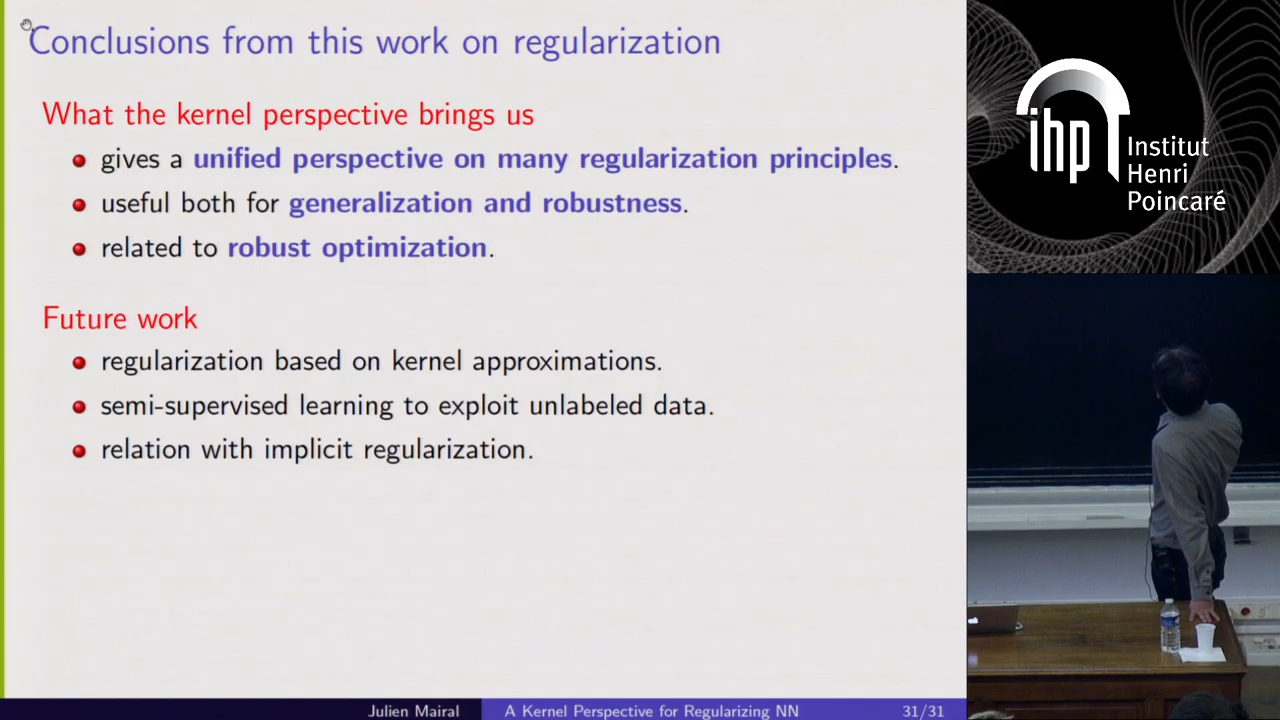 Conclusions from this work on regularization
What the kernel perspective brings us
gives a unified perspective on many regularization principles.
useful both for generalization and robustness.
related to robust optimization.
Future work
regularization based on kernel approximations.
semi-supervised learning to exploit unlabeled data.
relation with implicit regularization.
Julien Mairal
A Kernel Perspective for Regularizing NN
31/31
ihp
Institut
Henri
Poincaré